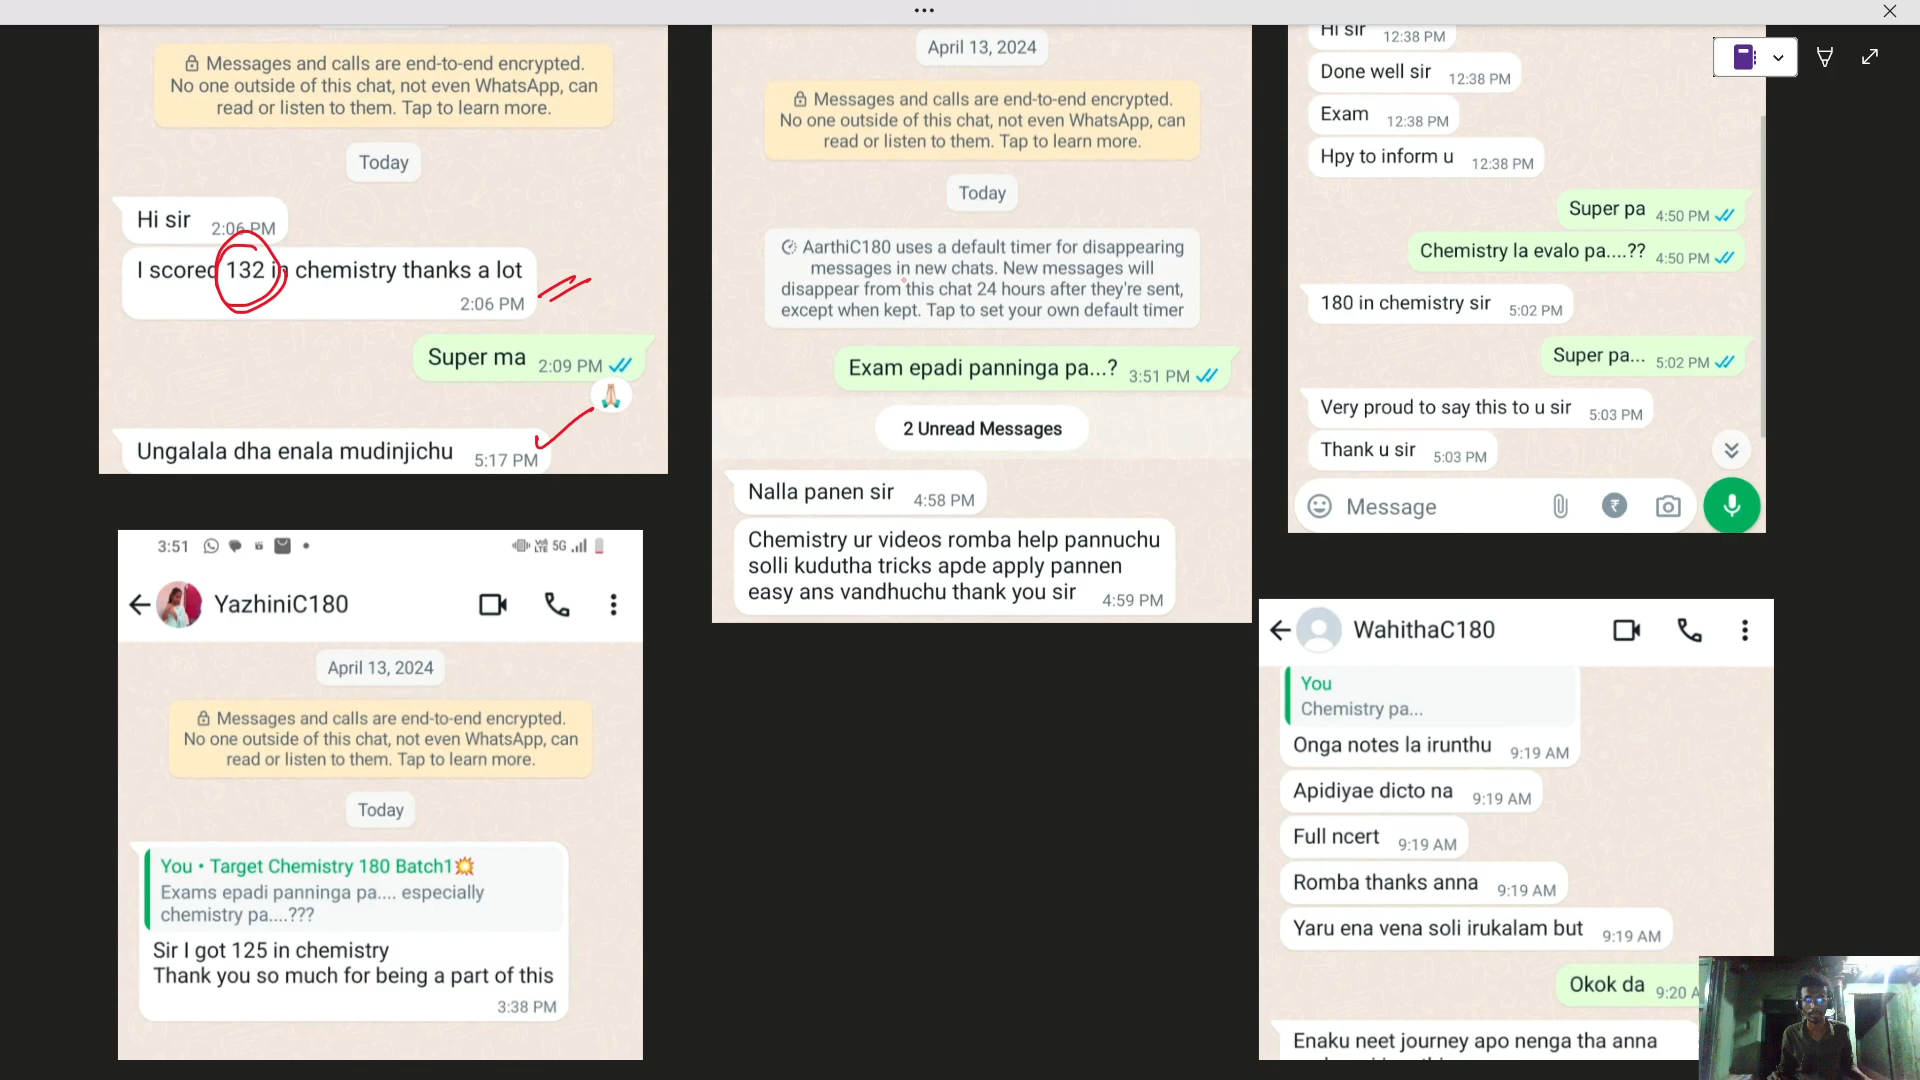 Messages and calls are end-to-end encrypted.
No one outside of this chat, not even WhatsApp, can
read or listen to them. Tap to learn more.
Today
Hi sir 2:06 PM
I scored 132 in chemistry thanks a lot
2:06 PM
Super ma 2:09 PM
Ungalala dha enala mudinjichu 5:17 PM
3:51
5G
YazhiniC180
April 13, 2024
Messages and calls are end-to-end encrypted.
No one outside of this chat, not even WhatsApp, can
read or listen to them. Tap to learn more.
Today
You • Target Chemistry 180 Batch1💥
Exams epadi panninga pa.... especially
chemistry pa....???
Sir I got 125 in chemistry
Thank you so much for being a part of this
3:38 PM
April 13, 2024
Messages and calls are end-to-end encrypted.
No one outside of this chat, not even WhatsApp, can
read or listen to them. Tap to learn more.
Today
AarthiC180 uses a default timer for disappearing
messages in new chats. New messages will
disappear from this chat 24 hours after they're sent,
except when kept. Tap to set your own default timer
Exam epadi panninga pa...? 3:51 PM
2 Unread Messages
Nalla panen sir 4:58 PM
Chemistry ur videos romba help pannuchu
solli kudutha tricks apde apply pannen
easy ans vandhuchu thank you sir 4:59 PM
Hi sir 12:38 PM
Done well sir 12:38 PM
Exam 12:38 PM
Hpy to inform u 12:38 PM
Super pa 4:50 PM
Chemistry la evalo pa....?? 4:50 PM
180 in chemistry sir 5:02 PM
Super pa... 5:02 PM
Very proud to say this to u sir 5:03 PM
Thank u sir 5:03 PM
Message
WahithaC180
You
Chemistry pa...
Onga notes la irunthu 9:19 AM
Apidiyae dicto na 9:19 AM
Full ncert 9:19 AM
Romba thanks anna 9:19 AM
Yaru ena vena soli irukalam but 9:19 AM
Okok da 9:20 A
Enaku neet journey apo nenga tha anna